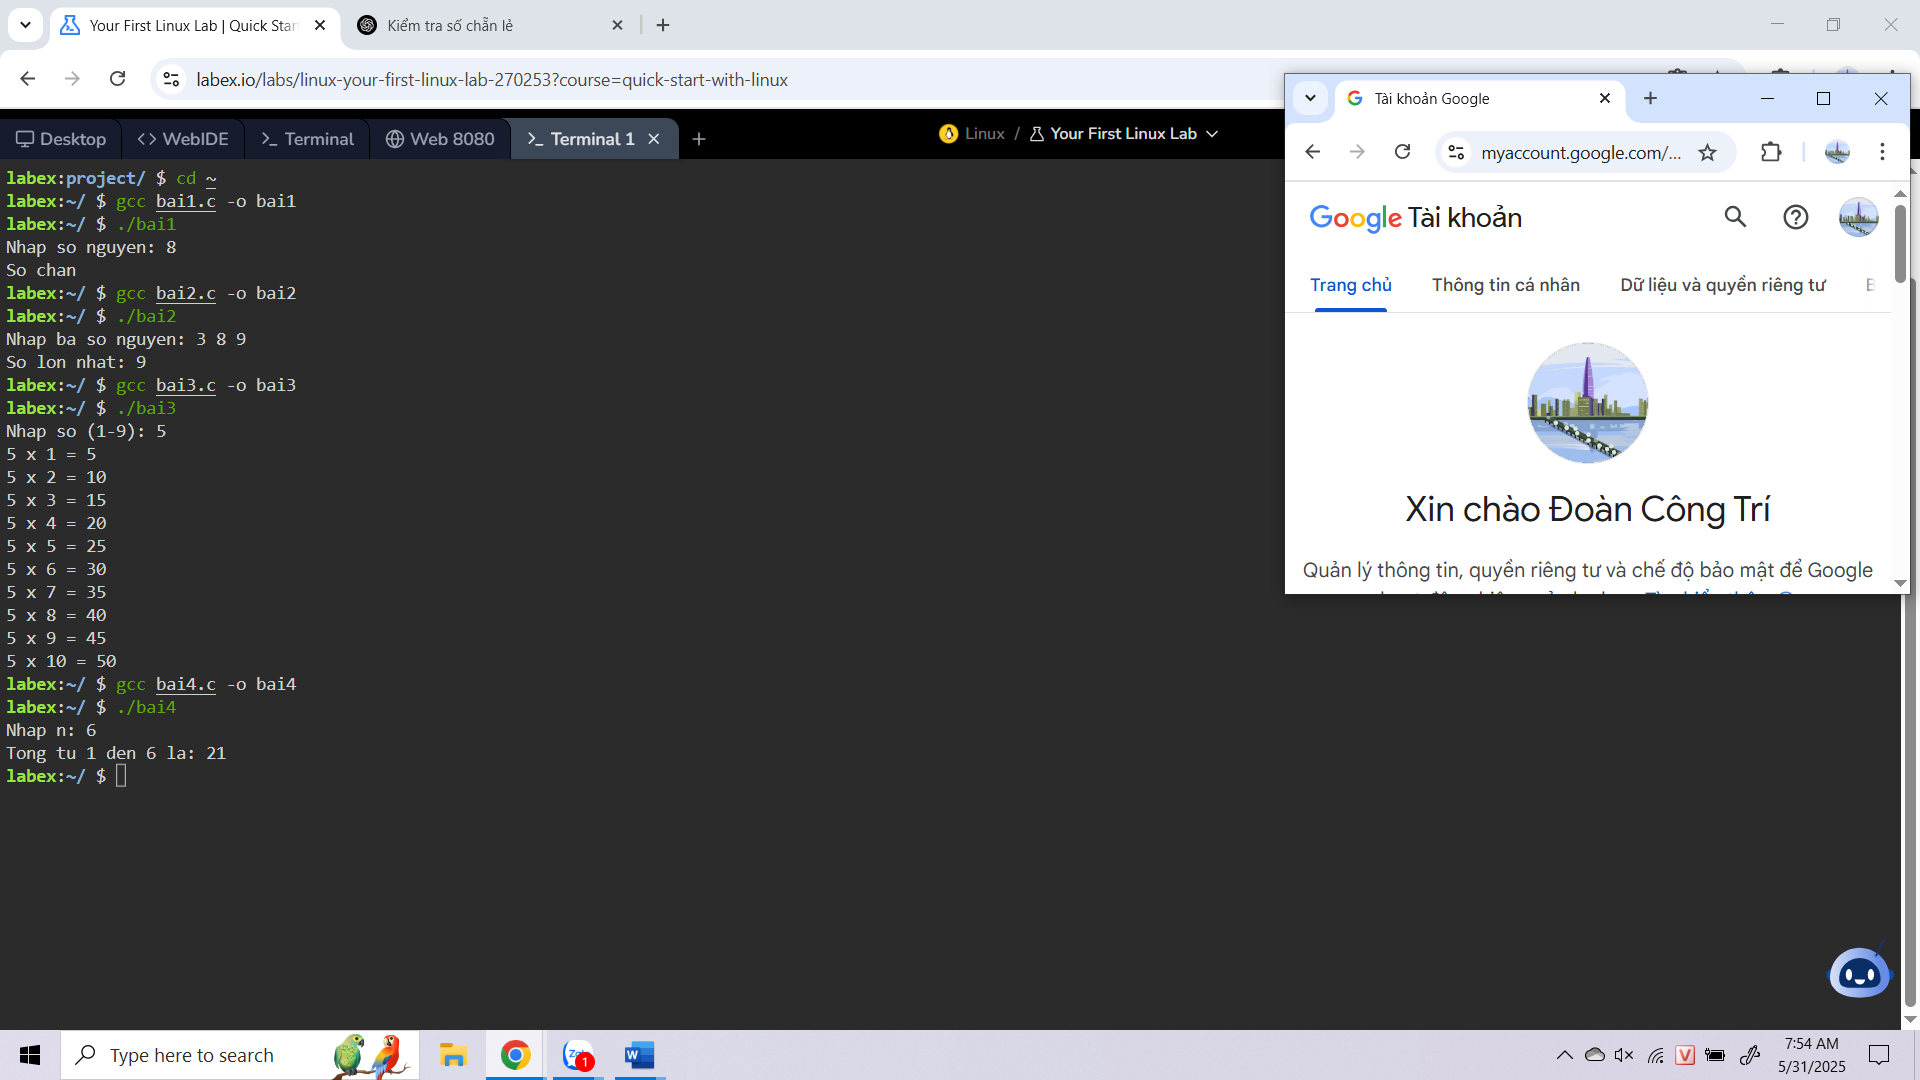 Your First Linux Lab | Quick Star
Kiểm tra số chẵn lẻ
labex.io/labs/linux-your-first-linux-lab-270253?course=quick-start-with-linux
Desktop
WebIDE
Terminal
Web 8080
Terminal 1
Linux / Your First Linux Lab
labex:project/ $ cd ~
labex:~/ $ gcc bai1.c -o bai1
labex:~/ $ ./bai1
Nhap so nguyen: 8
So chan
labex:~/ $ gcc bai2.c -o bai2
labex:~/ $ ./bai2
Nhap ba so nguyen: 3 8 9
So lon nhat: 9
labex:~/ $ gcc bai3.c -o bai3
labex:~/ $ ./bai3
Nhap so (1-9): 5
5 x 1 = 5
5 x 2 = 10
5 x 3 = 15
5 x 4 = 20
5 x 5 = 25
5 x 6 = 30
5 x 7 = 35
5 x 8 = 40
5 x 9 = 45
5 x 10 = 50
labex:~/ $ gcc bai4.c -o bai4
labex:~/ $ ./bai4
Nhap n: 6
Tong tu 1 den 6 la: 21
labex:~/ $
Tài khoản Google
myaccount.google.com/...
Google Tài khoản
Trang chủ
Thông tin cá nhân
Dữ liệu và quyền riêng tư
Xin chào Đoàn Công Trí
Quản lý thông tin, quyền riêng tư và chế độ bảo mật để Google
Type here to search
1
7:54 AM
5/31/2025